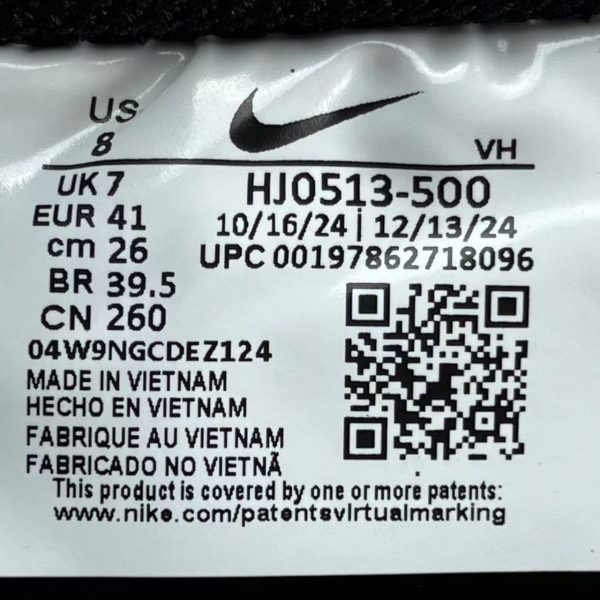 US
8
VH
UK 7
HJ0513-500
EUR 41
10/16/24 | 12/13/24
cm 26
UPC 00197862718096
BR 39.5
CN 260
04W9NGCDEZ124
MADE IN VIETNAM
HECHO EN VIETNAM
FABRIQUE AU VIETNAM
FABRICADO NO VIETNÃ
This product is covered by one or more patents:
www.nike.com/patentsvirtualmarking